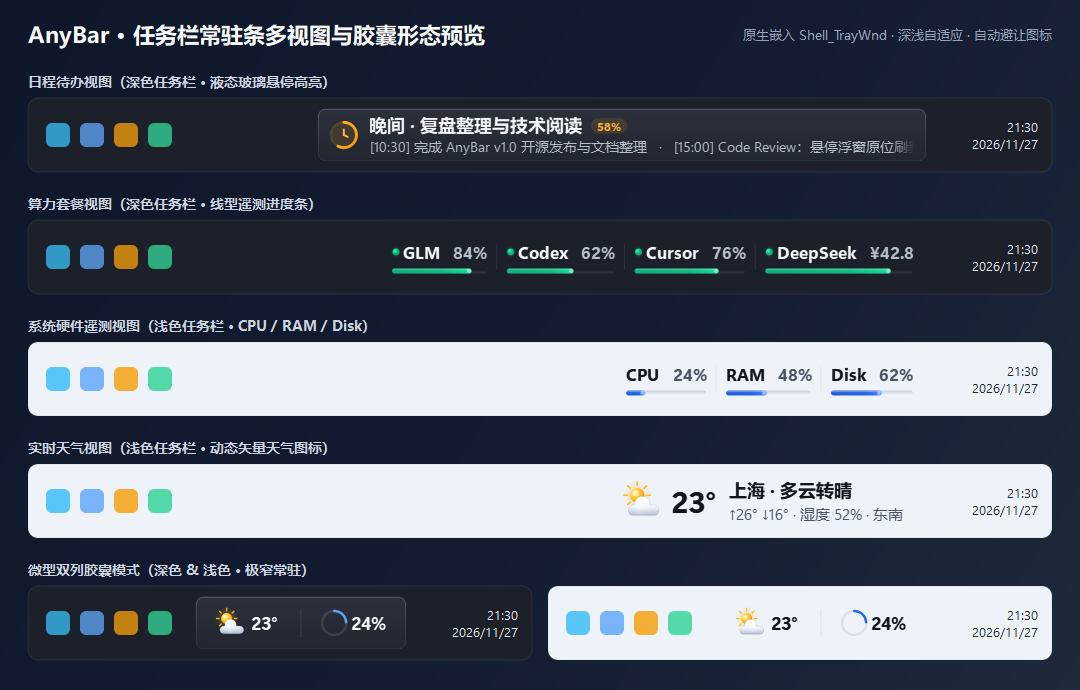 AnyBar • 任务栏常驻条多视图与胶囊形态预览
原生嵌入 Shell_TrayWnd · 深浅自适应 · 自动避让图标
日程待办视图（深色任务栏 • 液态玻璃悬停高亮）
晚间 · 复盘整理与技术阅读 58%
[10:30] 完成 AnyBar v1.0 开源发布与文档整理 · [15:00] Code Review：悬停浮窗原位刷
21:30
2026/11/27
算力套餐视图（深色任务栏 • 线型遥测进度条）
GLM 84% Codex 62% Cursor 76% DeepSeek ¥42.8
21:30
2026/11/27
系统硬件遥测视图（浅色任务栏 • CPU / RAM / Disk）
CPU 24% RAM 48% Disk 62%
21:30
2026/11/27
实时天气视图（浅色任务栏 • 动态矢量天气图标）
23° 上海 · 多云转晴
↑26° ↓16° · 湿度 52% · 东南
21:30
2026/11/27
微型双列胶囊模式（深色 & 浅色 • 极窄常驻）
23° 24%
21:30
2026/11/27
23° 24%
21:30
2026/11/27